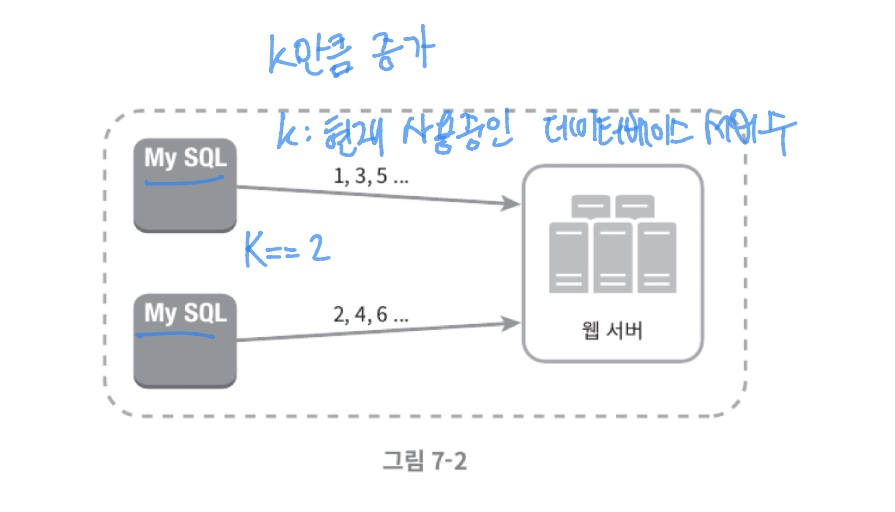 k만큼 증가
k: 현재 사용중인 데이터베이스 서버 수
My SQL
1, 3, 5 ...
K== 2
My SQL
2, 4, 6 ...
웹 서버
그림 7-2